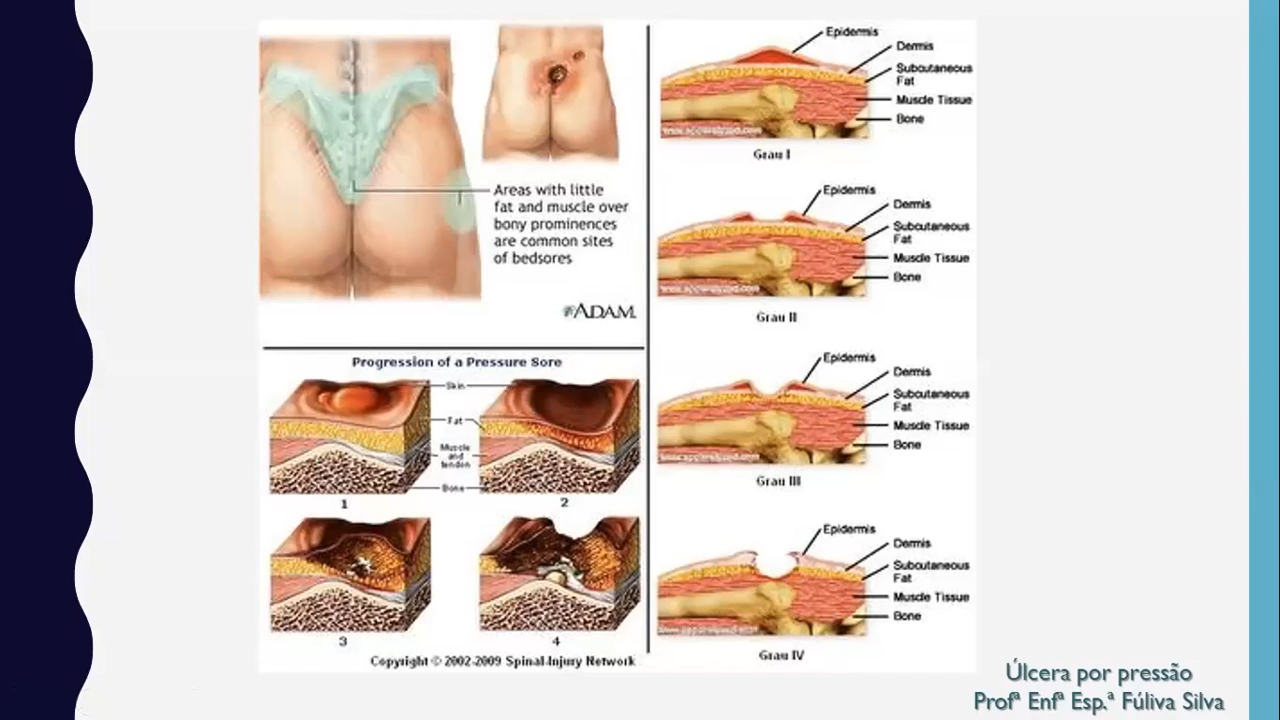 Areas with little
fat and muscle over
bony prominences
are common sites
of bedsores
ADAM.
Progression of a Pressure Sore
Skin
Fat
Muscle
and
tendon
Bone
1
2
3
4
Copyright © 2002-2009 Spinal-Injury Network
Epidermis
Dermis
Subcutaneous
Fat
Muscle Tissue
Bone
Grau I
Epidermis
Dermis
Subcutaneous
Fat
Muscle Tissue
Bone
Grau II
Epidermis
Dermis
Subcutaneous
Fat
Muscle Tissue
Bone
Grau III
Epidermis
Dermis
Subcutaneous
Fat
Muscle Tissue
Bone
Grau IV
Úlcera por pressão
Profª Enfª Esp.ª Fúliva Silva